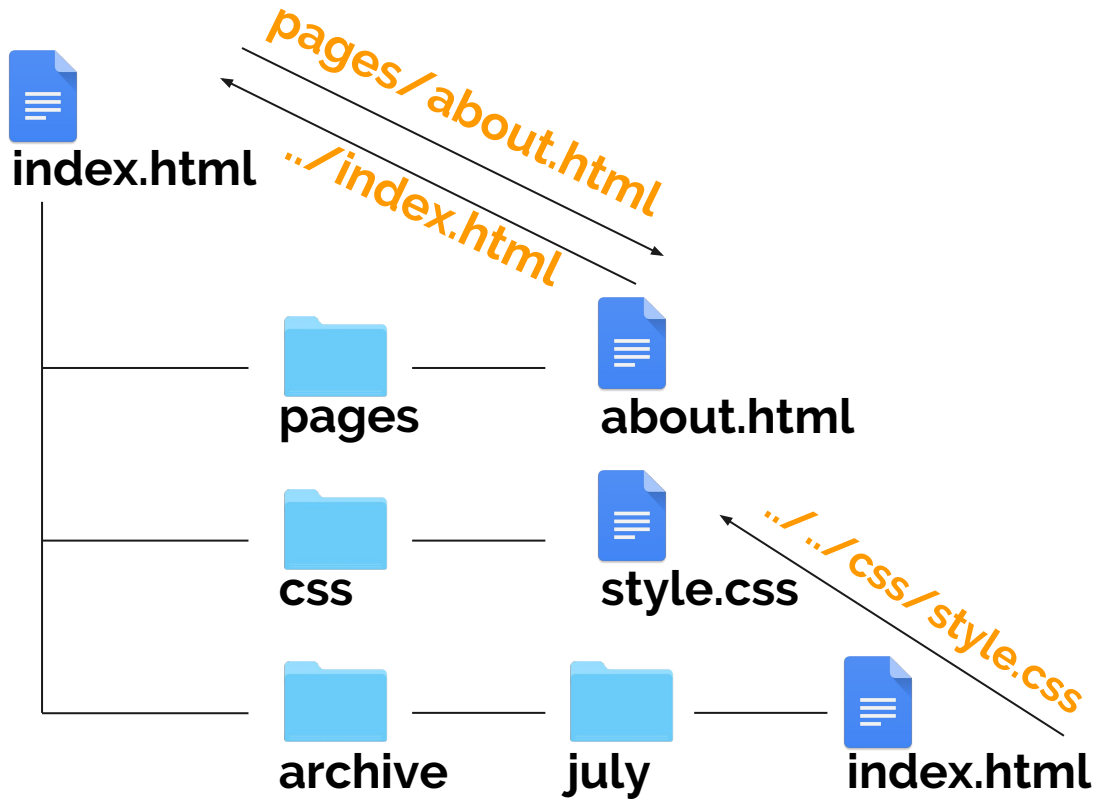 pages/about.html
index.html
../index.html
pages
about.html
../../css/style.css
css
style.css
archive
july
index.html